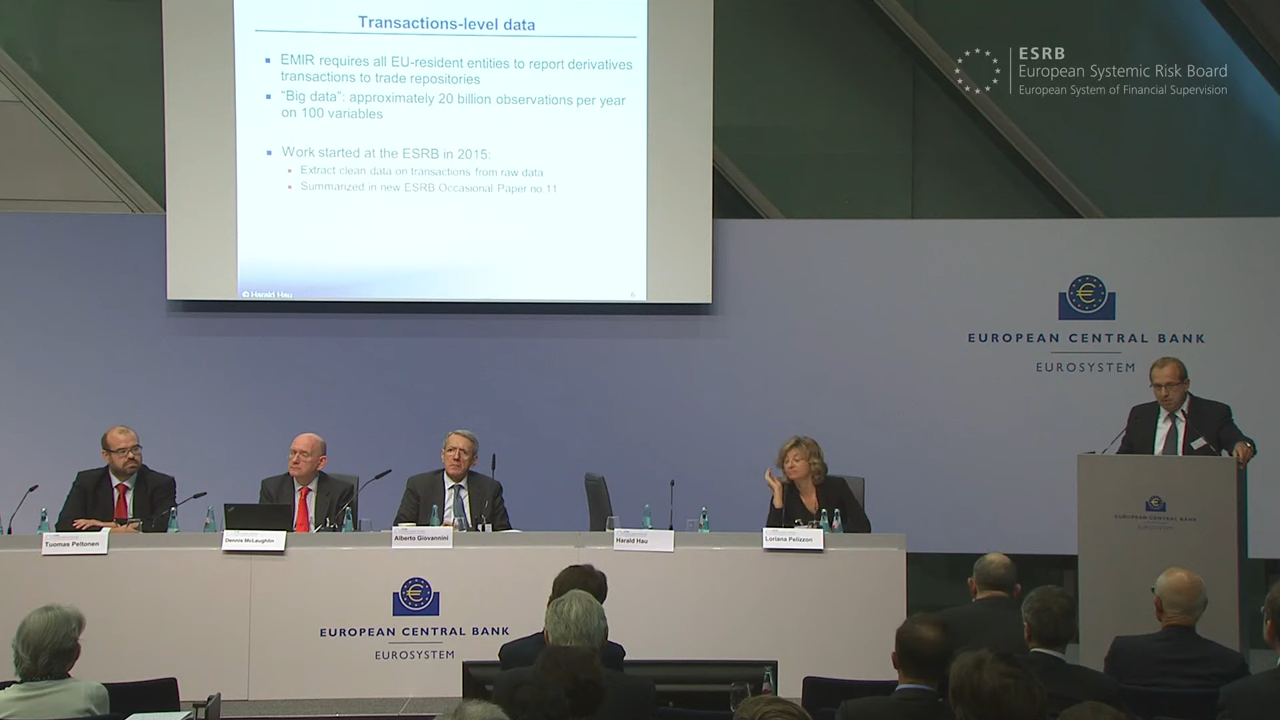 Transactions-level data
EMIR requires all EU-resident entities to report derivatives
transactions to trade repositories
"Big data": approximately 20 billion observations per year
on 100 variables
Work started at the ESRB in 2015:
Extract clean data on transactions from raw data
Summarized in new ESRB Occasional Paper no.11
© Harald Hau
6
ESRB
European Systemic Risk Board
European System of Financial Supervision
EUROPEAN CENTRAL BANK
EUROSYSTEM
EUROPEAN CENTRAL BANK
EUROSYSTEM
Tuomas Peltonen
Dennis McLaughlin
Alberto Giovannini
Harald Hau
Loriana Pelizzon
EUROPEAN CENTRAL BANK
EUROSYSTEM